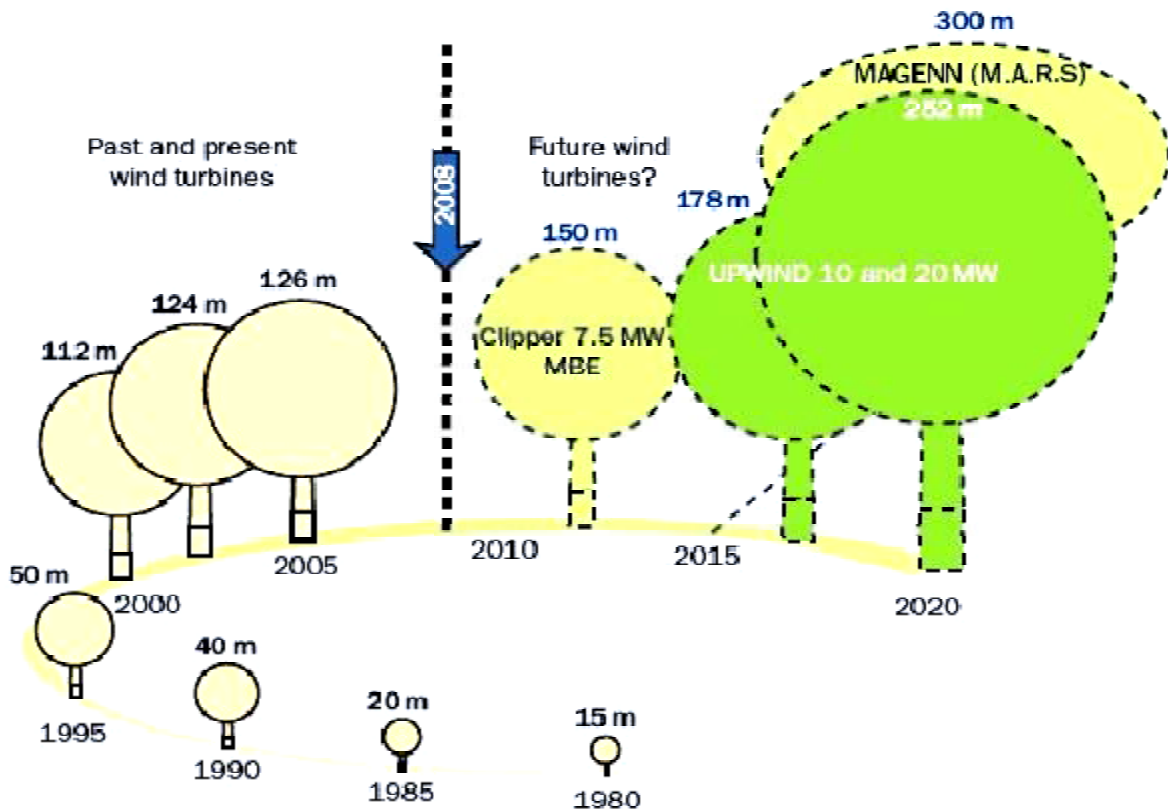 300 m
MAGENN (M.A.R.S)
252 m
Past and present
wind turbines
2008
Future wind
turbines?
178 m
150 m
UPWIND 10 and 20 MW
126 m
124 m
112 m
Clipper 7.5 MW
MBE
2005
2010
2015
2020
50 m
2000
40 m
20 m
15 m
1995
1990
1985
1980